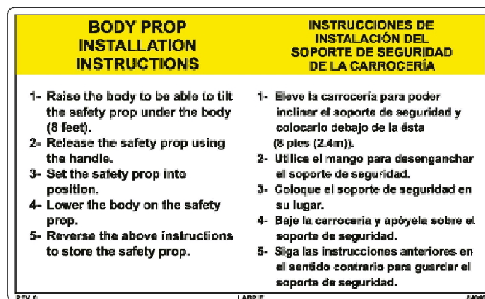 BODY PROP
INSTALLATION
INSTRUCTIONS
1- Raise the body to be able to tilt
the safety prop under the body
(8 feet).
2- Release the safety prop using
the handle.
3- Set the safety prop into
position.
4- Lower the body on the safety
prop.
5- Reverse the above instructions
to store the safety prop.
INSTRUCCIONES DE
INSTALACIÓN DEL
SOPORTE DE SEGURIDAD
DE LA CARROCERÍA
1- Eleve la carrocería para poder
inclinar el soporte de seguridad y
colocarlo debajo de la ésta
(8 pies (2.4m)).
2- Utilice el mango para desenganchar
el soporte de seguridad.
3- Coloque el soporte de seguridad en
su lugar.
4- Baje la carrocería y apóyela sobre el
soporte de seguridad.
5- Siga las instrucciones anteriores en
el sentido contrario para guardar el
soporte de seguridad.